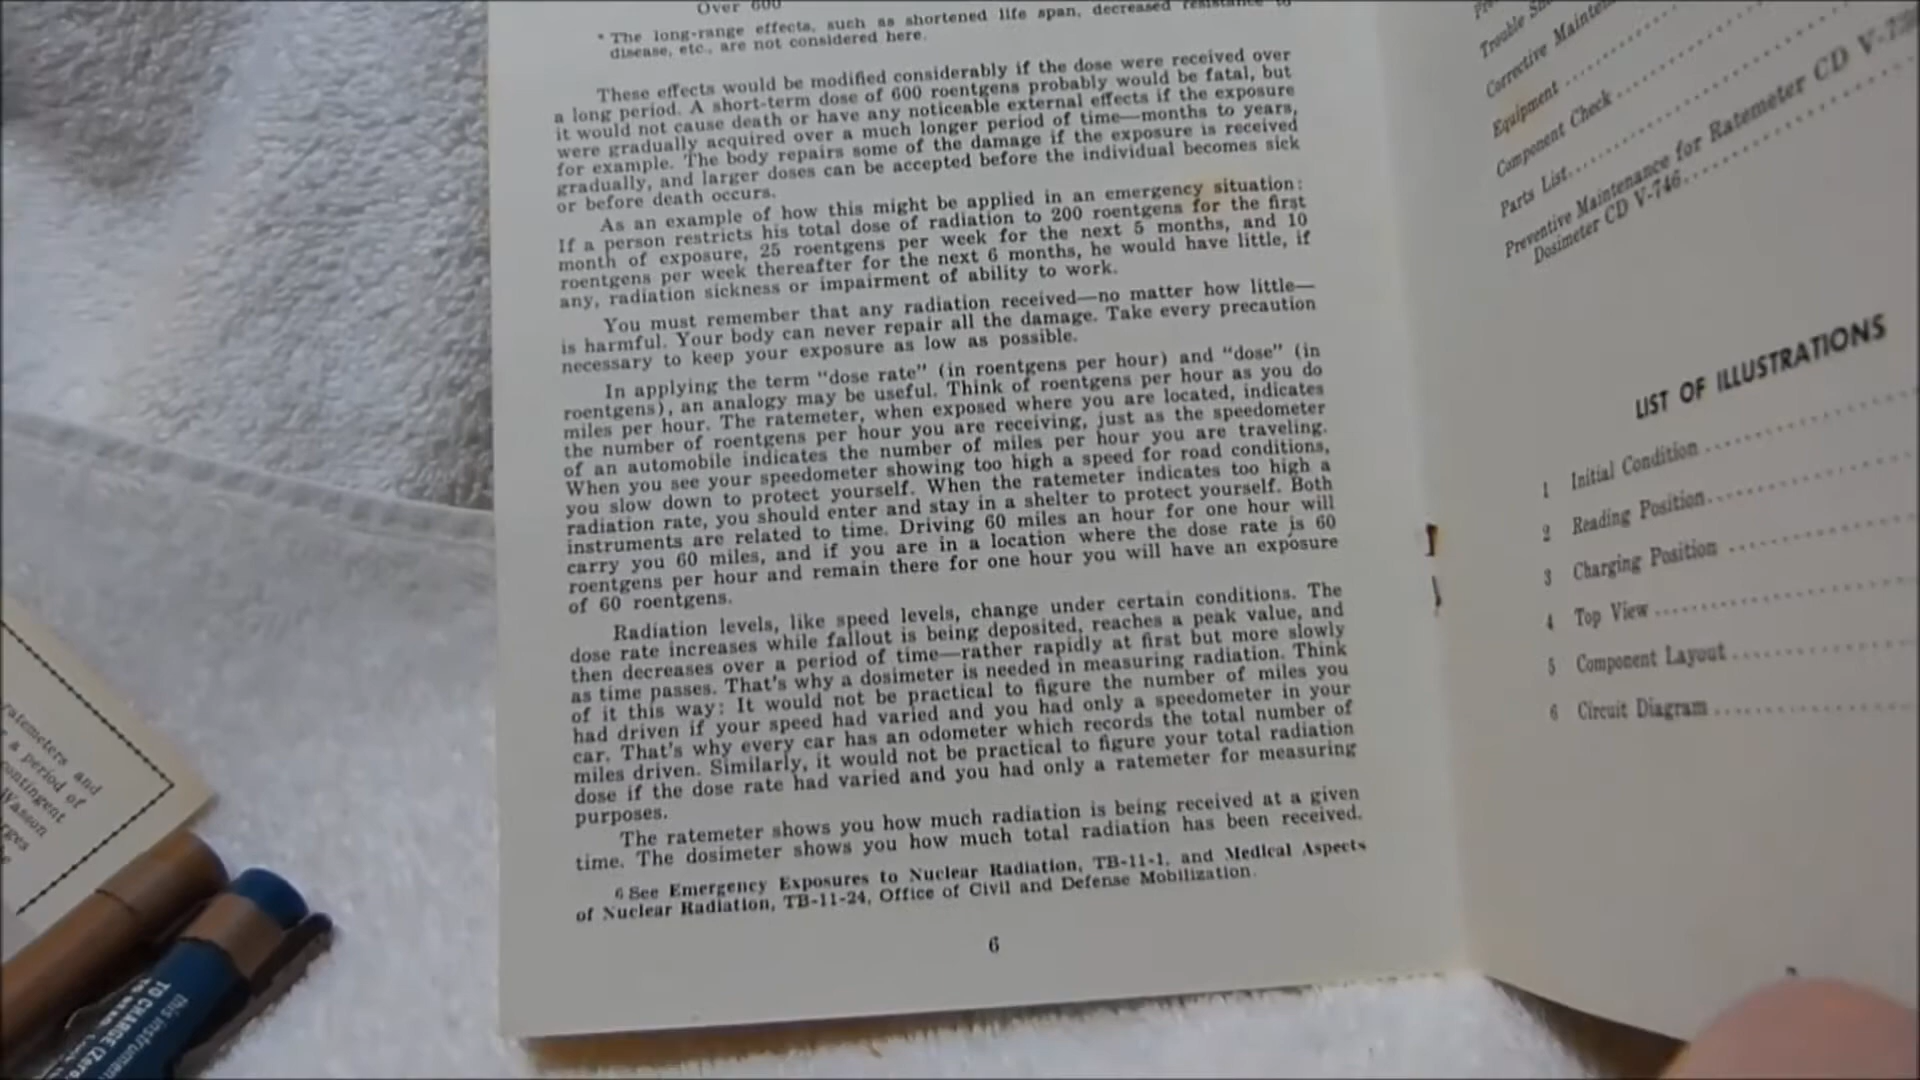 Over 600
* The long-range effects, such as shortened life span, decreased resistance to
disease, etc., are not considered here.
These effects would be modified considerably if the dose were received over
a long period. A short-term dose of 600 roentgens probably would be fatal, but
it would not cause death or have any noticeable external effects if the exposure
were gradually acquired over a much longer period of time—months to years,
for example. The body repairs some of the damage if the exposure is received
gradually, and larger doses can be accepted before the individual becomes sick
or before death occurs.
As an example of how this might be applied in an emergency situation:
If a person restricts his total dose of radiation to 200 roentgens for the first
month of exposure, 25 roentgens per week for the next 5 months, and 10
roentgens per week thereafter for the next 6 months, he would have little, if
any, radiation sickness or impairment of ability to work.
You must remember that any radiation received—no matter how little—
is harmful. Your body can never repair all the damage. Take every precaution
necessary to keep your exposure as low as possible.
In applying the term "dose rate" (in roentgens per hour) and "dose" (in
roentgens), an analogy may be useful. Think of roentgens per hour as you do
miles per hour. The ratemeter, when exposed where you are located, indicates
the number of roentgens per hour you are receiving, just as the speedometer
of an automobile indicates the number of miles per hour you are traveling.
When you see your speedometer showing too high a speed for road conditions,
you slow down to protect yourself. When the ratemeter indicates too high a
radiation rate, you should enter and stay in a shelter to protect yourself. Both
instruments are related to time. Driving 60 miles an hour for one hour will
carry you 60 miles, and if you are in a location where the dose rate is 60
roentgens per hour and remain there for one hour you will have an exposure
of 60 roentgens.
Radiation levels, like speed levels, change under certain conditions. The
dose rate increases while fallout is being deposited, reaches a peak value, and
then decreases over a period of time—rather rapidly at first but more slowly
as time passes. That's why a dosimeter is needed in measuring radiation. Think
of it this way: It would not be practical to figure the number of miles you
had driven if your speed had varied and you had only a speedometer in your
car. That's why every car has an odometer which records the total number of
miles driven. Similarly, it would not be practical to figure your total radiation
dose if the dose rate had varied and you had only a ratemeter for measuring
purposes.
The ratemeter shows you how much radiation is being received at a given
time. The dosimeter shows you how much total radiation has been received.
6 See Emergency Exposures to Nuclear Radiation, TB-11-1, and Medical Aspects
of Nuclear Radiation, TB-11-24, Office of Civil and Defense Mobilization.
6
Trouble
Corrective
Equipment
Component Check
Parts List
Preventive Maintenance for Ratemeter CD
Dosimeter CD V-746
LIST OF ILLUSTRATIONS
1 Initial Condition
2 Reading Position
3 Charging Position
4 Top View
5 Component Layout
6 Circuit Diagram
ratemeters and
a period of
contingent
Wasson
this
TO CHARGE